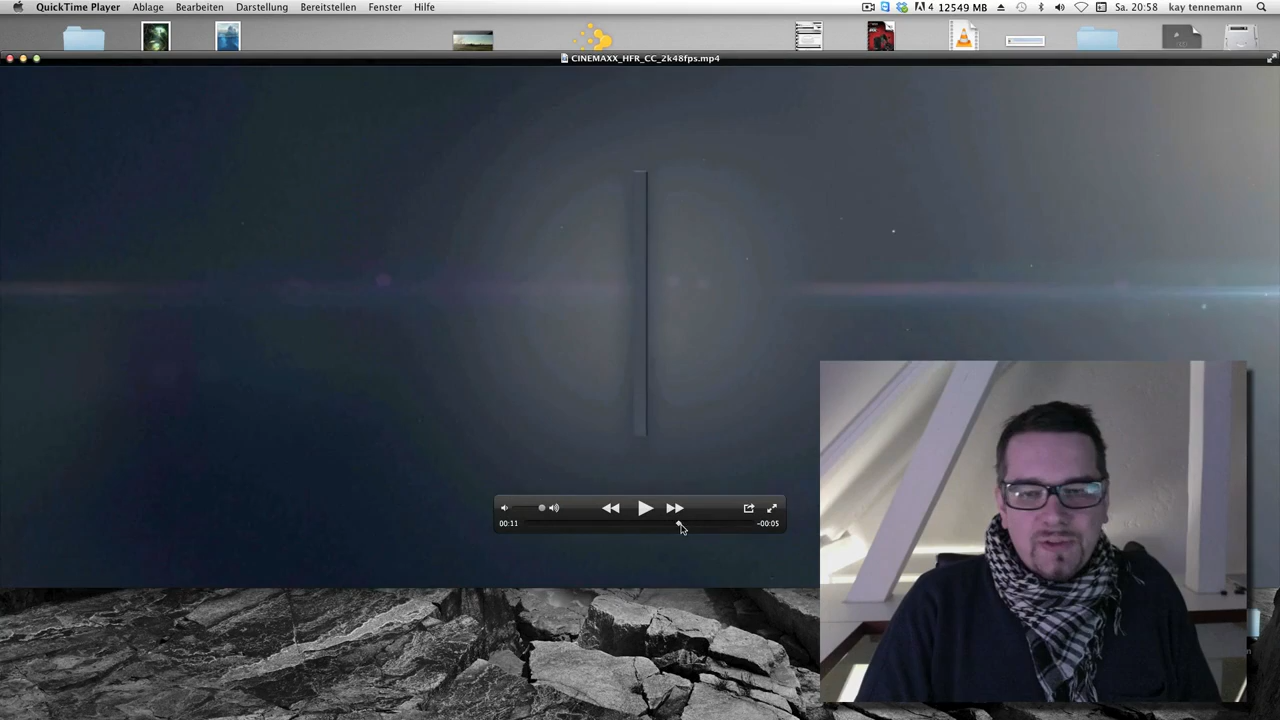 QuickTime Player Ablage Bearbeiten Darstellung Bereitstellen Fenster Hilfe 4 12549 MB Sa. 20:58 kay tennemann
CINEMAXX_HFR_CC_2k48fps.mp4
00:11 -00:05